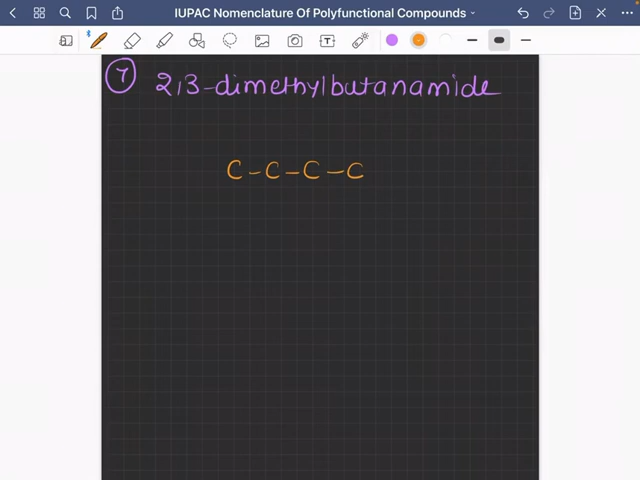 IUPAC Nomenclature Of Polyfunctional Compounds
7 2,3-dimethylbutanamide
C-C-C-C